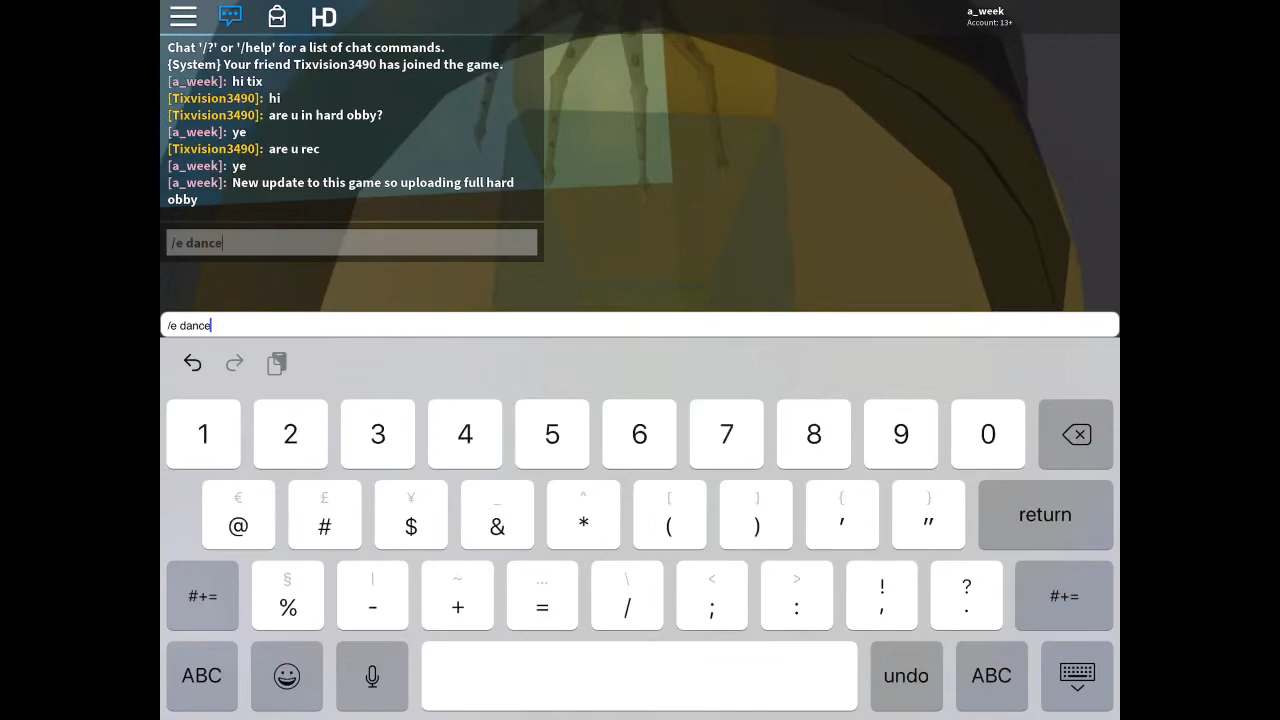 HD
a_week
Account: 13+
Chat '/?' or '/help' for a list of chat commands.
{System} Your friend Tixvision3490 has joined the game.
[a_week]: hi tix
[Tixvision3490]: hi
[Tixvision3490]: are u in hard obby?
[a_week]: ye
[Tixvision3490]: are u rec
[a_week]: ye
[a_week]: New update to this game so uploading full hard
obby
/e dance
/e dance
1 2 3 4 5 6 7 8 9 0
€ £ ¥ _ ^ [ ] { }
@ # $ & * ( ) ' " return
§ | ~ … \ < > ! ?
#+= % - + = / ; : , . #+=
ABC undo ABC